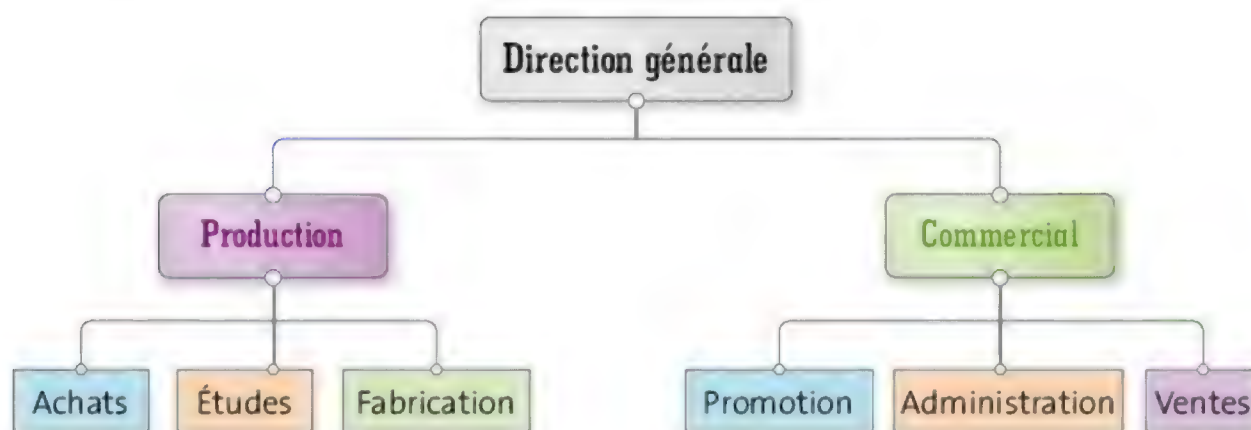 Direction générale
Production Commercial
Achats Études Fabrication Promotion Administration Ventes